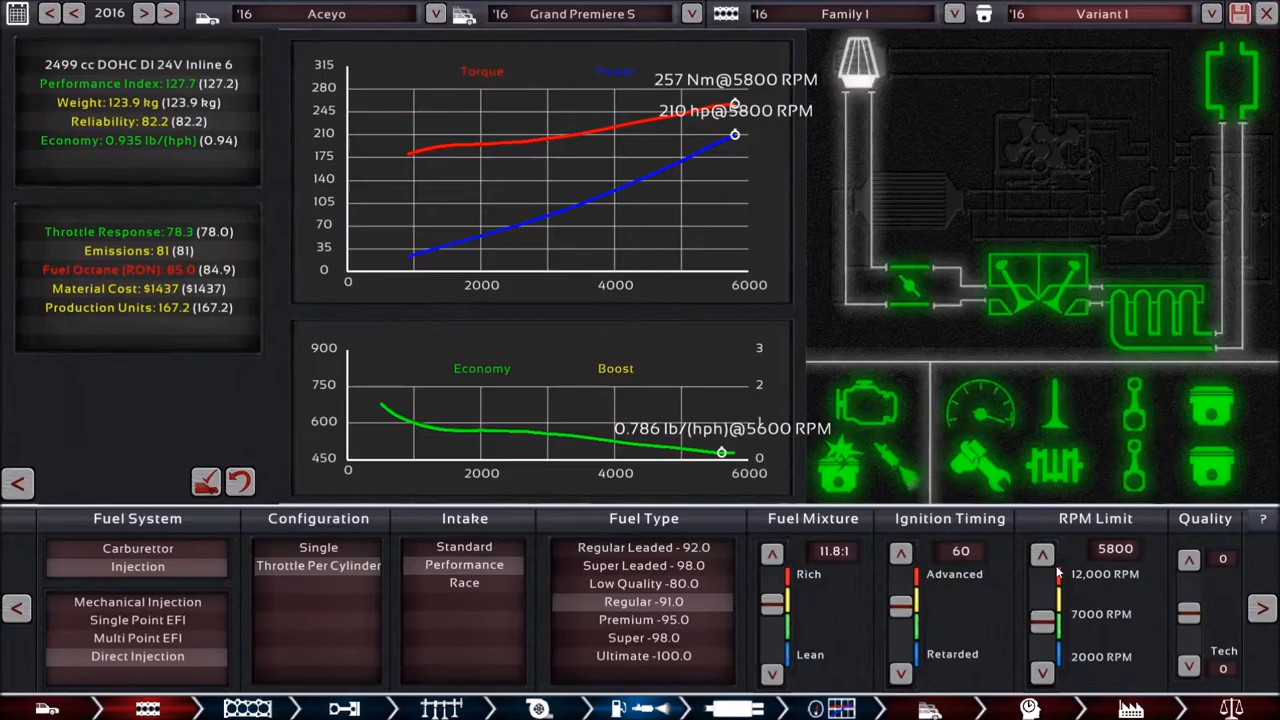 2016
'16 Aceyo
'16 Grand Premiere S
'16 Family 1
'16 Variant 1
2499 cc DOHC DI 24V Inline 6
Performance Index: 127.7 (127.2)
Weight: 123.9 kg (123.9 kg)
Reliability: 82.2 (82.2)
Economy: 0.935 lb/(hph) (0.94)
Throttle Response: 78.3 (78.0)
Emissions: 81 (81)
Fuel Octane (RON): 85.0 (84.9)
Material Cost: $1437 ($1437)
Production Units: 167.2 (167.2)
Torque
Power
257 Nm@5800 RPM
210 hp@5800 RPM
315
280
245
210
175
140
105
70
35
0
0
2000
4000
6000
Economy
Boost
0.786 lb/(hph)@5600 RPM
900
750
600
450
3
2
1
0
0
2000
4000
6000
Fuel System
Carburettor
Injection
Mechanical Injection
Single Point EFI
Multi Point EFI
Direct Injection
Configuration
Single
Throttle Per Cylinder
Intake
Standard
Performance
Race
Fuel Type
Regular Leaded - 92.0
Super Leaded - 98.0
Low Quality -80.0
Regular -91.0
Premium -95.0
Super -98.0
Ultimate -100.0
Fuel Mixture
11.8:1
Rich
Lean
Ignition Timing
60
Advanced
Retarded
RPM Limit
5800
12,000 RPM
7000 RPM
2000 RPM
Quality
0
Tech
0
?